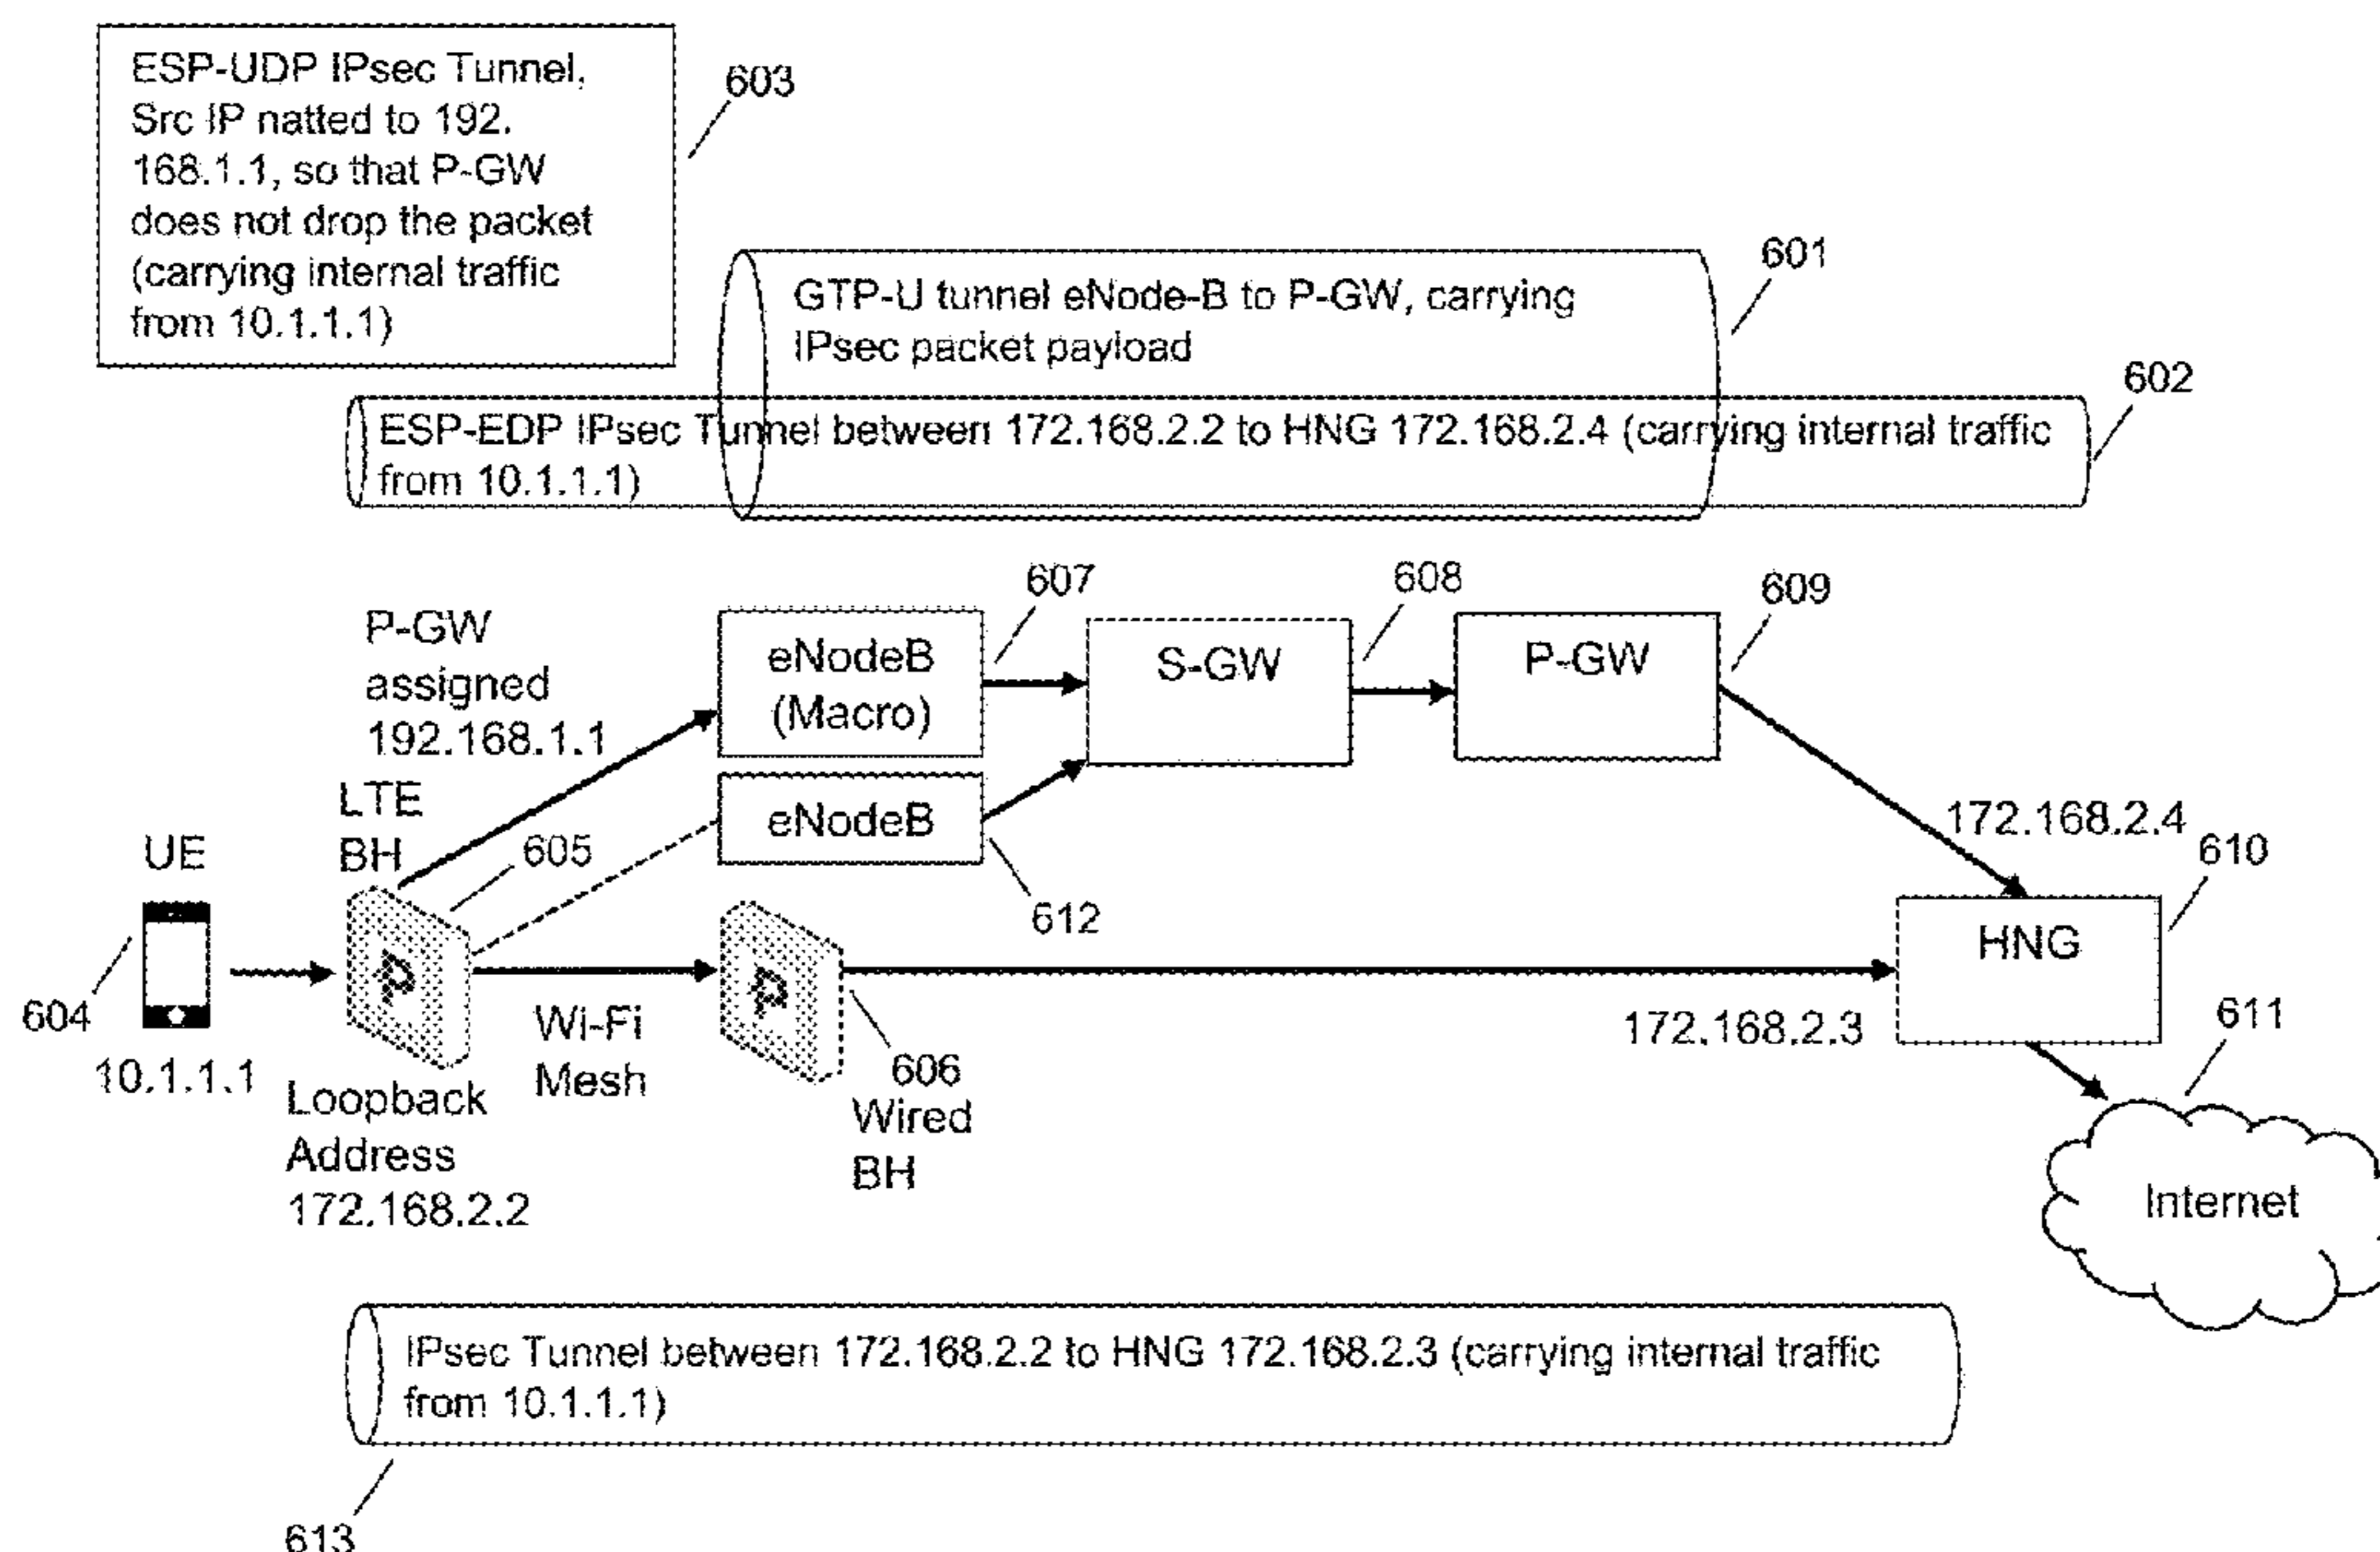 ESP-UDP IPsec Tunnel,
Src IP natted to 192.
168.1.1, so that P-GW
does not drop the packet
(carrying internal traffic
from 10.1.1.1)
603
601
GTP-U tunnel eNode-B to P-GW, carrying
IPsec packet payload
602
ESP-EDP IPsec Tunnel between 172.168.2.2 to HNG 172.168.2.4 (carrying internal traffic
from 10.1.1.1)
607
608
609
P-GW
assigned
192.168.1.1
eNodeB
(Macro)
S-GW
P-GW
LTE
BH
605
eNodeB
612
172.168.2.4
610
UE
604
10.1.1.1
P
Loopback
Address
172.168.2.2
Wi-Fi
Mesh
P
606
Wired
BH
172.168.2.3
HNG
611
Internet
IPsec Tunnel between 172.168.2.2 to HNG 172.168.2.3 (carrying internal traffic
from 10.1.1.1)
613